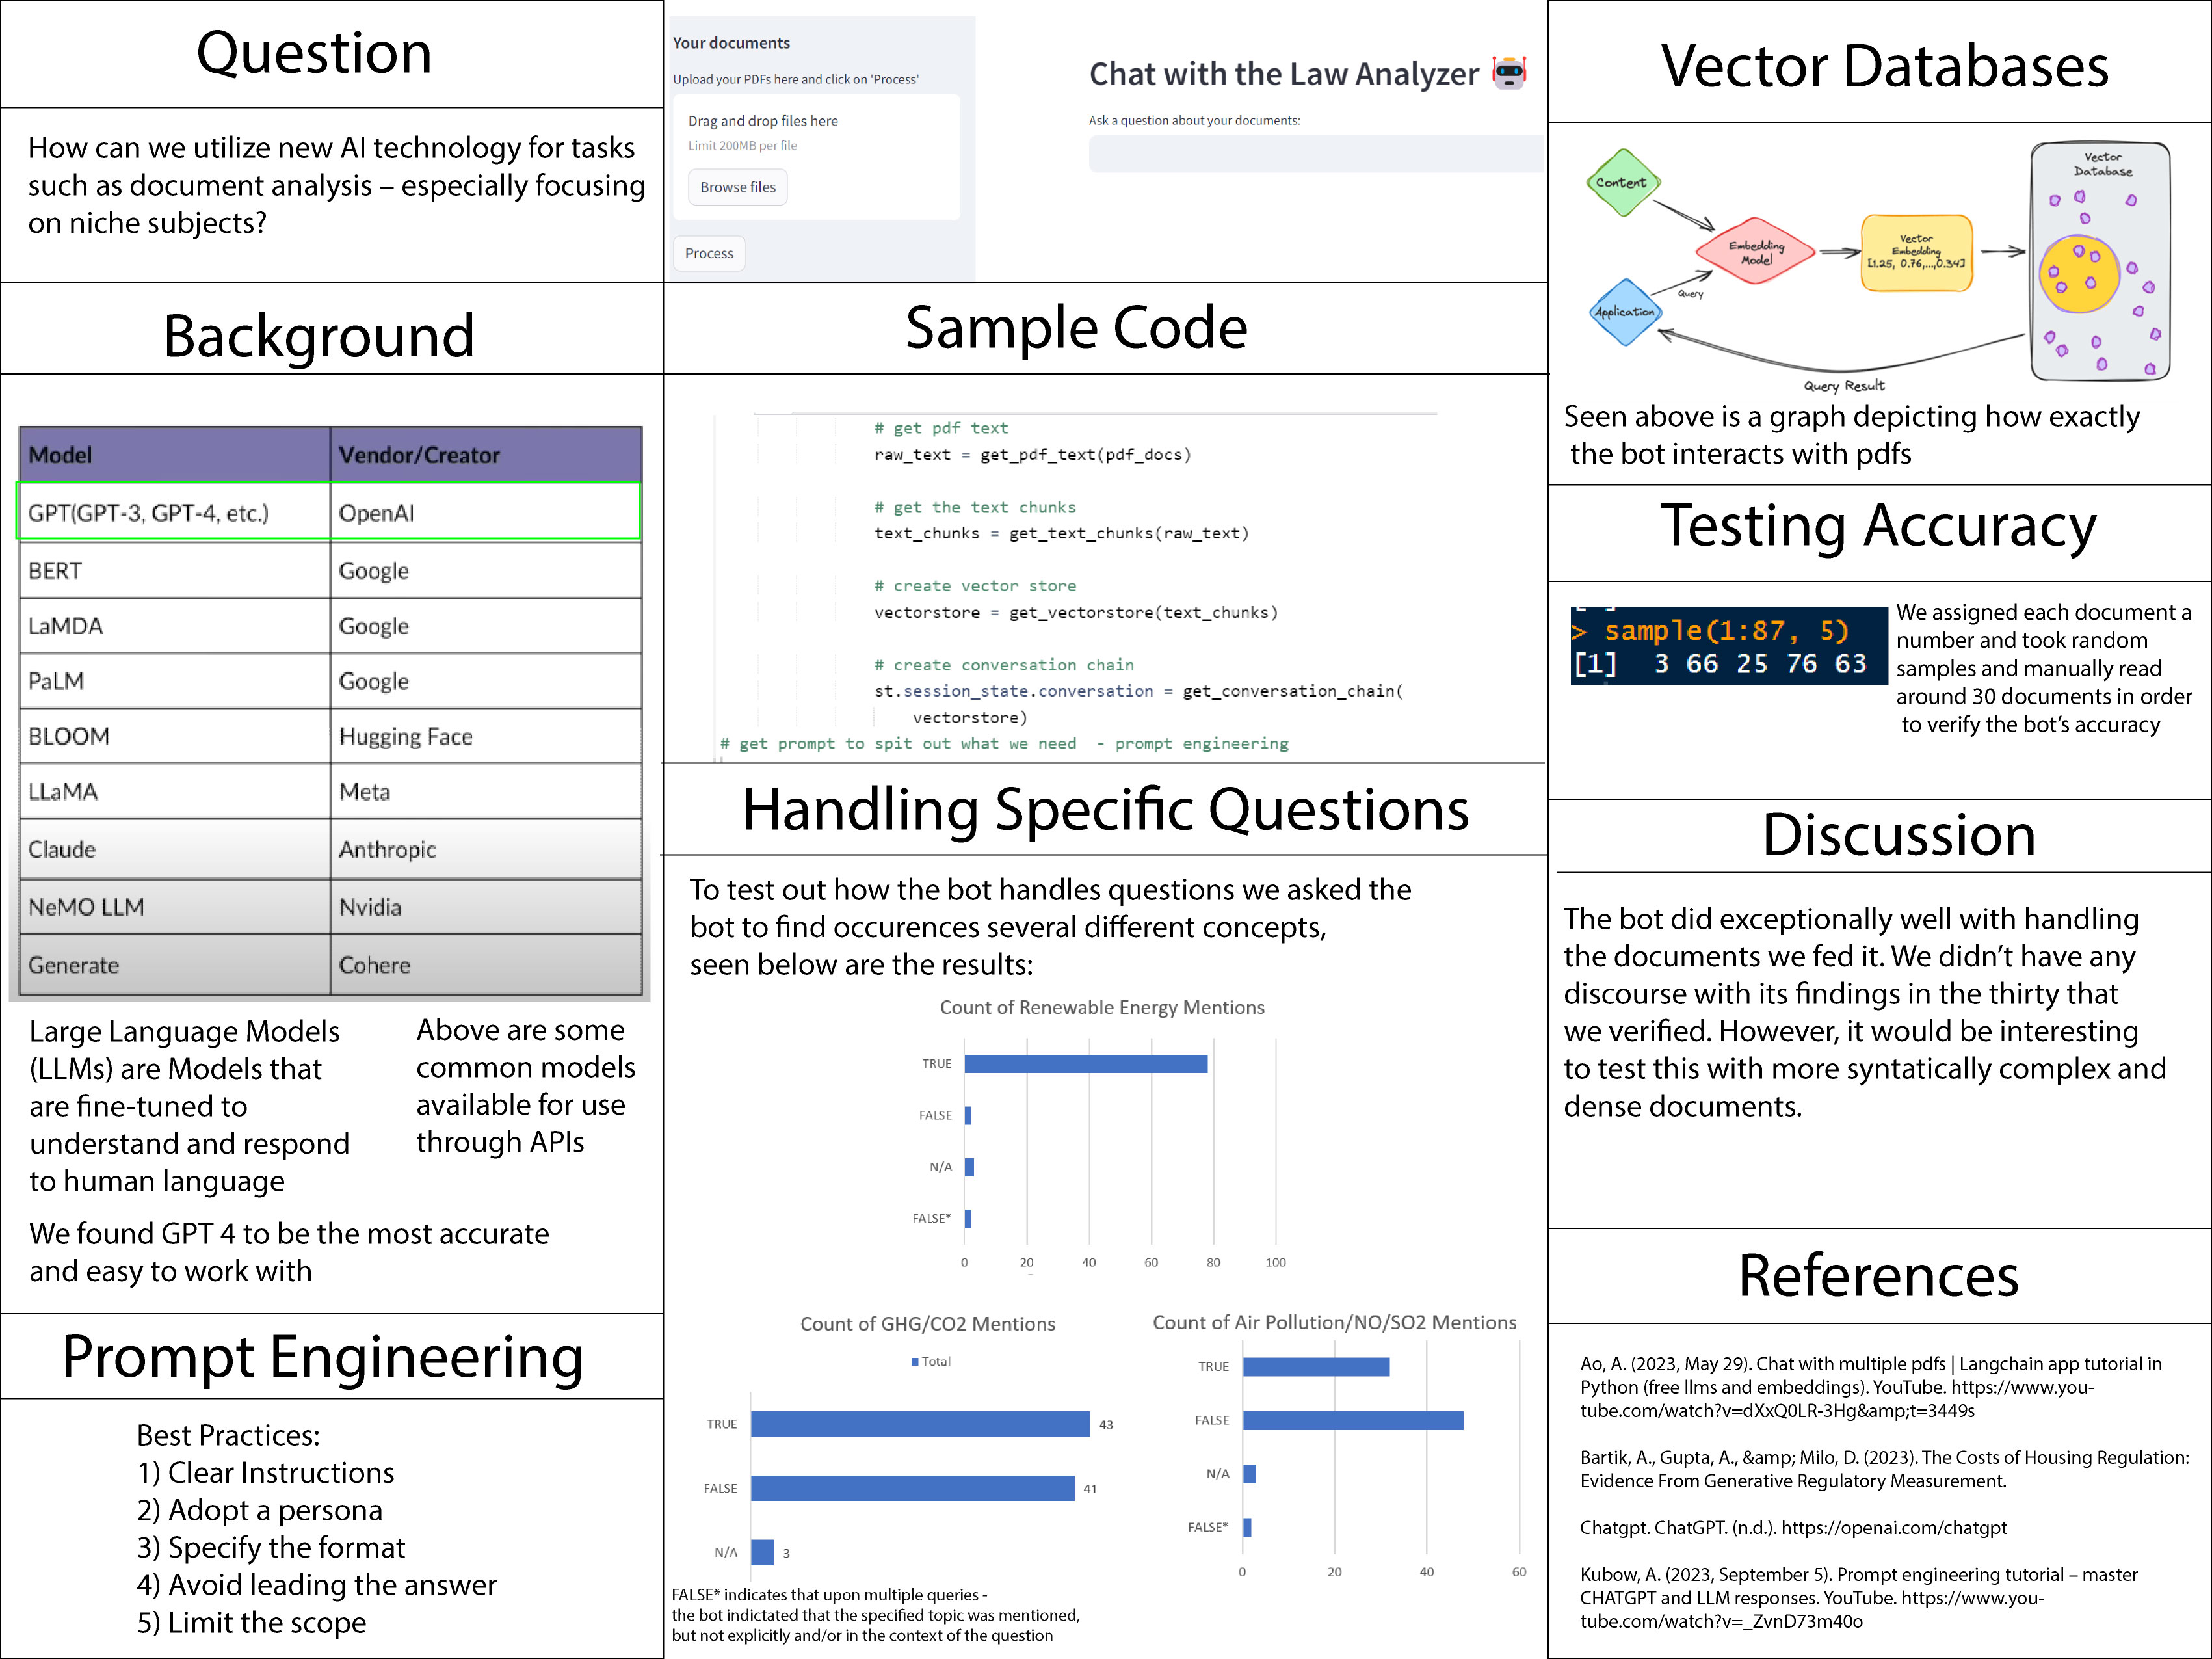 Question
How can we utilize new AI technology for tasks
such as document analysis – especially focusing
on niche subjects?
Background
Model Vendor/Creator
GPT(GPT-3, GPT-4, etc.) OpenAI
BERT Google
LaMDA Google
PaLM Google
BLOOM Hugging Face
LLaMA Meta
Claude Anthropic
NeMO LLM Nvidia
Generate Cohere
Large Language Models
(LLMs) are Models that
are fine-tuned to
understand and respond
to human language
Above are some
common models
available for use
through APIs
We found GPT 4 to be the most accurate
and easy to work with
Prompt Engineering
Best Practices:
1) Clear Instructions
2) Adopt a persona
3) Specify the format
4) Avoid leading the answer
5) Limit the scope
Your documents
Upload your PDFs here and click on 'Process'
Drag and drop files here
Limit 200MB per file
Browse files
Process
Chat with the Law Analyzer
Ask a question about your documents:
Sample Code
# get pdf text
raw_text = get_pdf_text(pdf_docs)
# get the text chunks
text_chunks = get_text_chunks(raw_text)
# create vector store
vectorstore = get_vectorstore(text_chunks)
# create conversation chain
st.session_state.conversation = get_conversation_chain(
vectorstore)
# get prompt to spit out what we need - prompt engineering
Handling Specific Questions
To test out how the bot handles questions we asked the
bot to find occurences several different concepts,
seen below are the results:
Count of Renewable Energy Mentions
TRUE
FALSE
N/A
FALSE*
0 20 40 60 80 100
Count of GHG/CO2 Mentions
Total
TRUE 43
FALSE 41
N/A 3
Count of Air Pollution/NO/SO2 Mentions
TRUE
FALSE
N/A
FALSE*
0 20 40 60
FALSE* indicates that upon multiple queries -
the bot indictated that the specified topic was mentioned,
but not explicitly and/or in the context of the question
Vector Databases
Content
Application
Query
Embedding
Model
Vector
Embedding
[1.25, 0.76,...,0.34]
Vector
Database
Query Result
Seen above is a graph depicting how exactly
the bot interacts with pdfs
Testing Accuracy
> sample(1:87, 5)
[1] 3 66 25 76 63
We assigned each document a
number and took random
samples and manually read
around 30 documents in order
to verify the bot's accuracy
Discussion
The bot did exceptionally well with handling
the documents we fed it. We didn't have any
discourse with its findings in the thirty that
we verified. However, it would be interesting
to test this with more syntatically complex and
dense documents.
References
Ao, A. (2023, May 29). Chat with multiple pdfs | Langchain app tutorial in
Python (free llms and embeddings). YouTube. https://www.you-
tube.com/watch?v=dXxQ0LR-3Hg&amp;t=3449s
Bartik, A., Gupta, A., &amp; Milo, D. (2023). The Costs of Housing Regulation:
Evidence From Generative Regulatory Measurement.
Chatgpt. ChatGPT. (n.d.). https://openai.com/chatgpt
Kubow, A. (2023, September 5). Prompt engineering tutorial – master
CHATGPT and LLM responses. YouTube. https://www.you-
tube.com/watch?v=_ZvnD73m40o